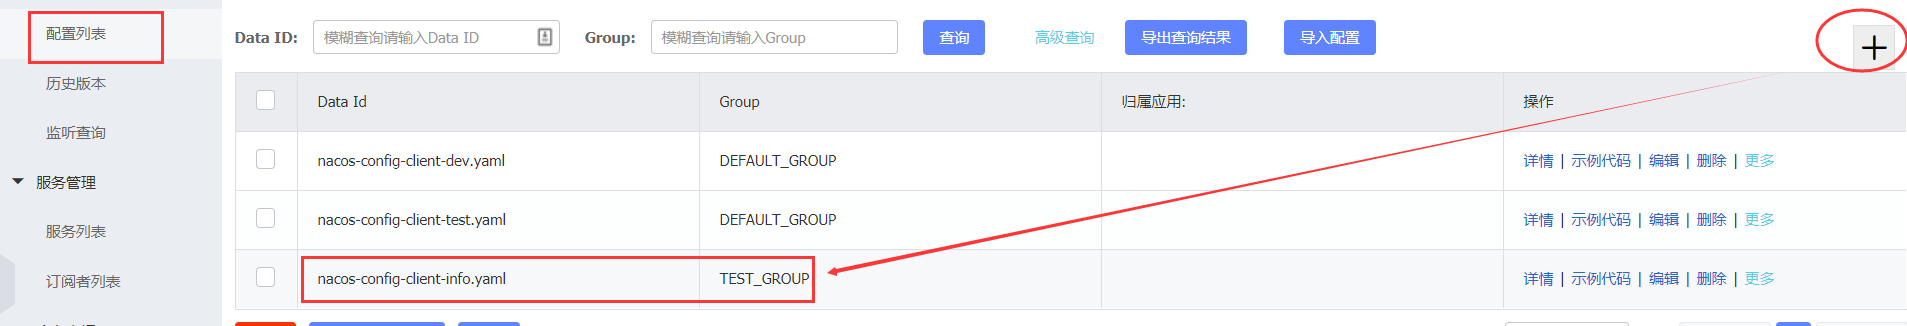 配置列表
历史版本
监听查询
服务管理
服务列表
订阅者列表
Data ID: 模糊查询请输入Data ID Group: 模糊查询请输入Group 查询 高级查询 导出查询结果 导入配置
Data Id Group 归属应用: 操作
nacos-config-client-dev.yaml DEFAULT_GROUP 详情 | 示例代码 | 编辑 | 删除 | 更多
nacos-config-client-test.yaml DEFAULT_GROUP 详情 | 示例代码 | 编辑 | 删除 | 更多
nacos-config-client-info.yaml TEST_GROUP 详情 | 示例代码 | 编辑 | 删除 | 更多